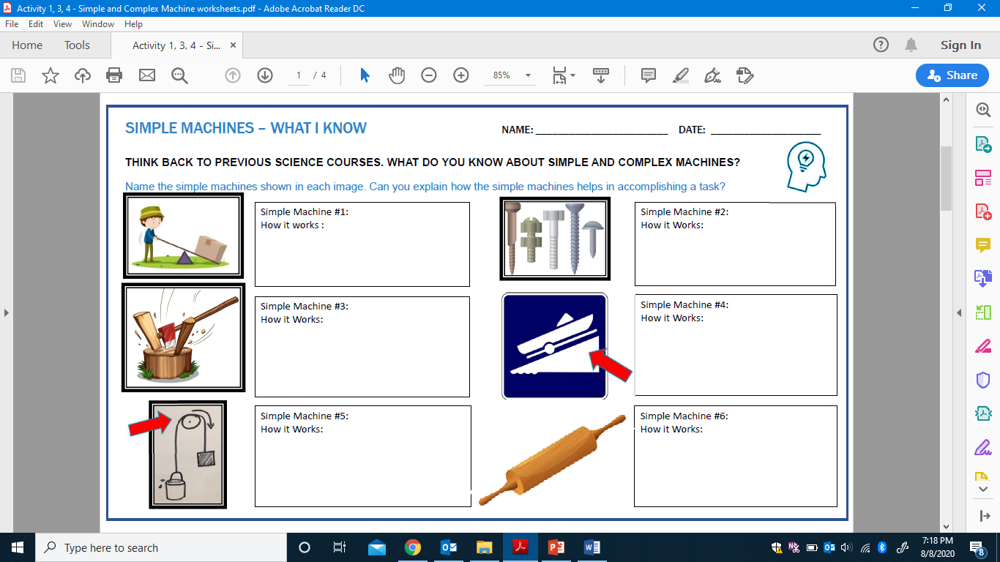 Activity 1, 3, 4 - Simple and Complex Machine worksheets.pdf - Adobe Acrobat Reader DC
File Edit View Window Help
Home Tools Activity 1, 3, 4 - Si... × Sign In
1 / 4 85% Share
SIMPLE MACHINES – WHAT I KNOW NAME: ________________________ DATE: ____________________
THINK BACK TO PREVIOUS SCIENCE COURSES. WHAT DO YOU KNOW ABOUT SIMPLE AND COMPLEX MACHINES?
Name the simple machines shown in each image. Can you explain how the simple machines helps in accomplishing a task?
Simple Machine #1:
How it works :
Simple Machine #2:
How it Works:
Simple Machine #3:
How it Works:
Simple Machine #4:
How it Works:
Simple Machine #5:
How it Works:
Simple Machine #6:
How it Works:
Type here to search
7:18 PM
8/8/2020
8